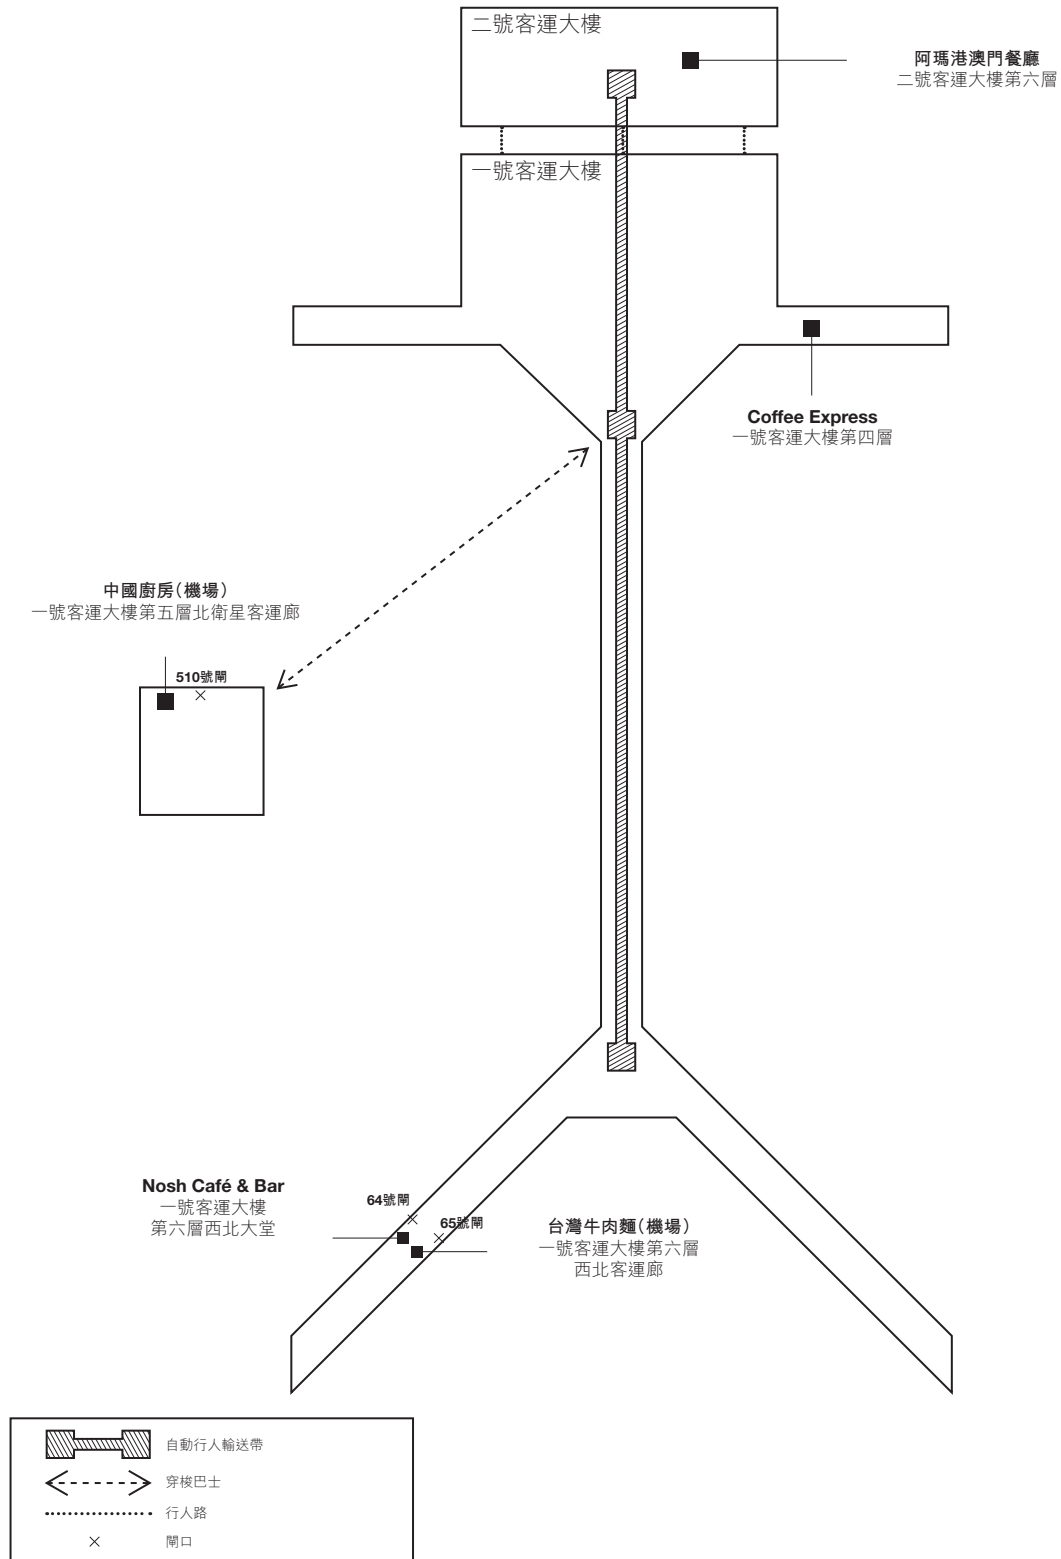 二號客運大樓
阿瑪港澳門餐廳
二號客運大樓第六層
一號客運大樓
Coffee Express
一號客運大樓第四層
中國廚房(機場)
一號客運大樓第五層北衛星客運廊
510號閘
Nosh Café & Bar
一號客運大樓
第六層西北大堂
64號閘
65號閘
台灣牛肉麵(機場)
一號客運大樓第六層
西北客運廊
自動行人輸送帶
穿梭巴士
行人路
閘口